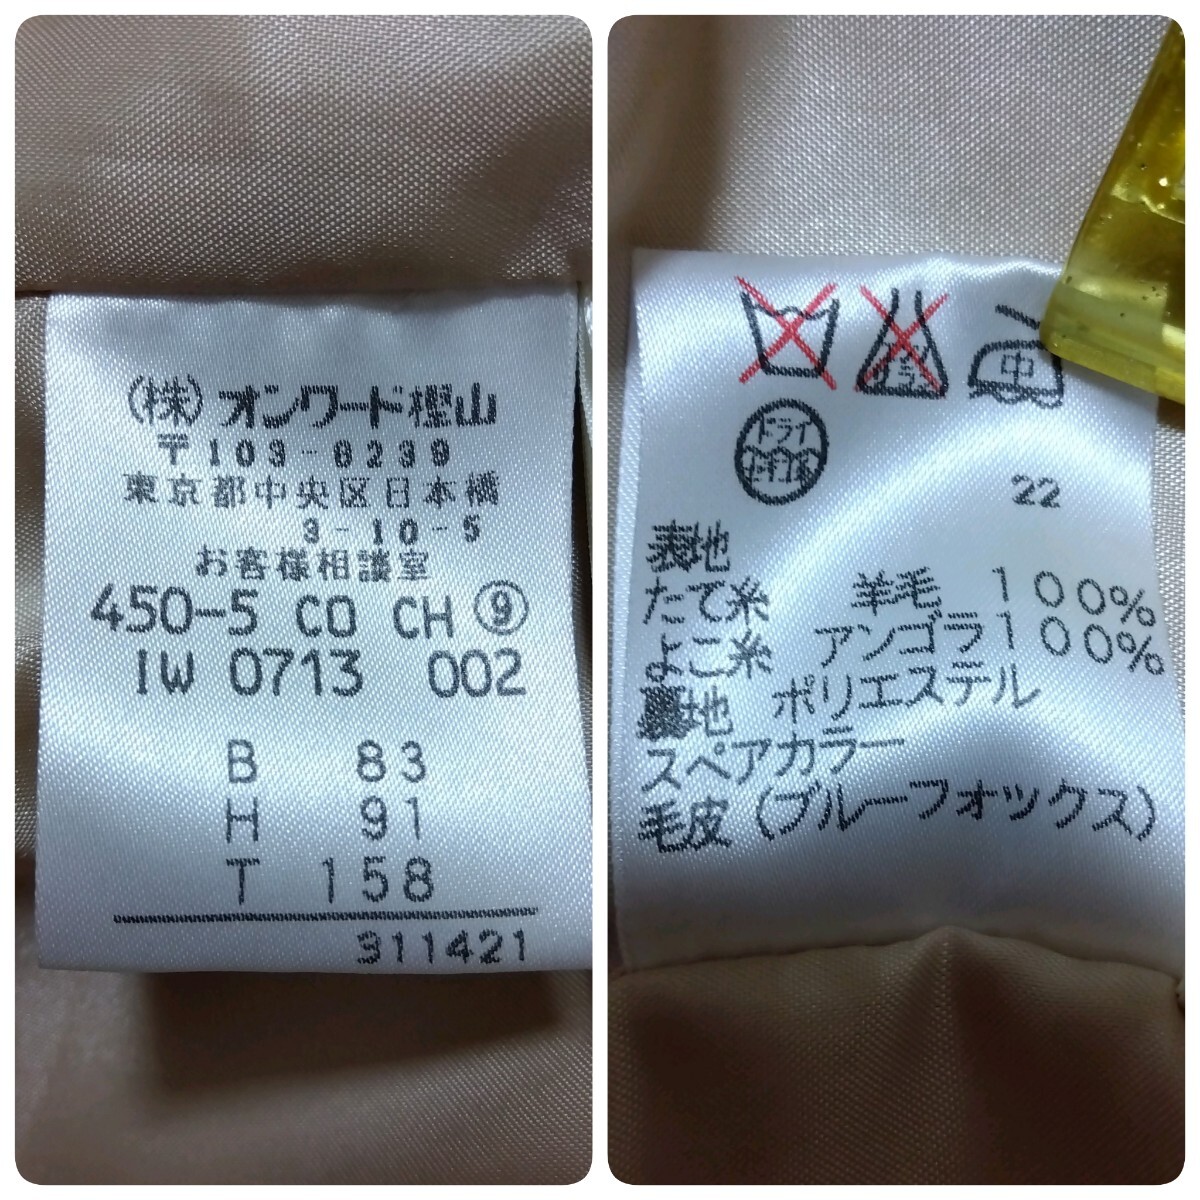 (株)オンワード樫山
〒103-8239
東京都中央区日本橋
3-10-5
お客様相談室
450-5 CO CH ⑨
IW 0713 002
B 83
H 91
T 158
311421
中
ドライ
22
表地
たて糸 羊毛 100%
よこ糸 アンゴラ100%
裏地 ポリエステル
スペアカラー
毛皮(ブルーフォックス)